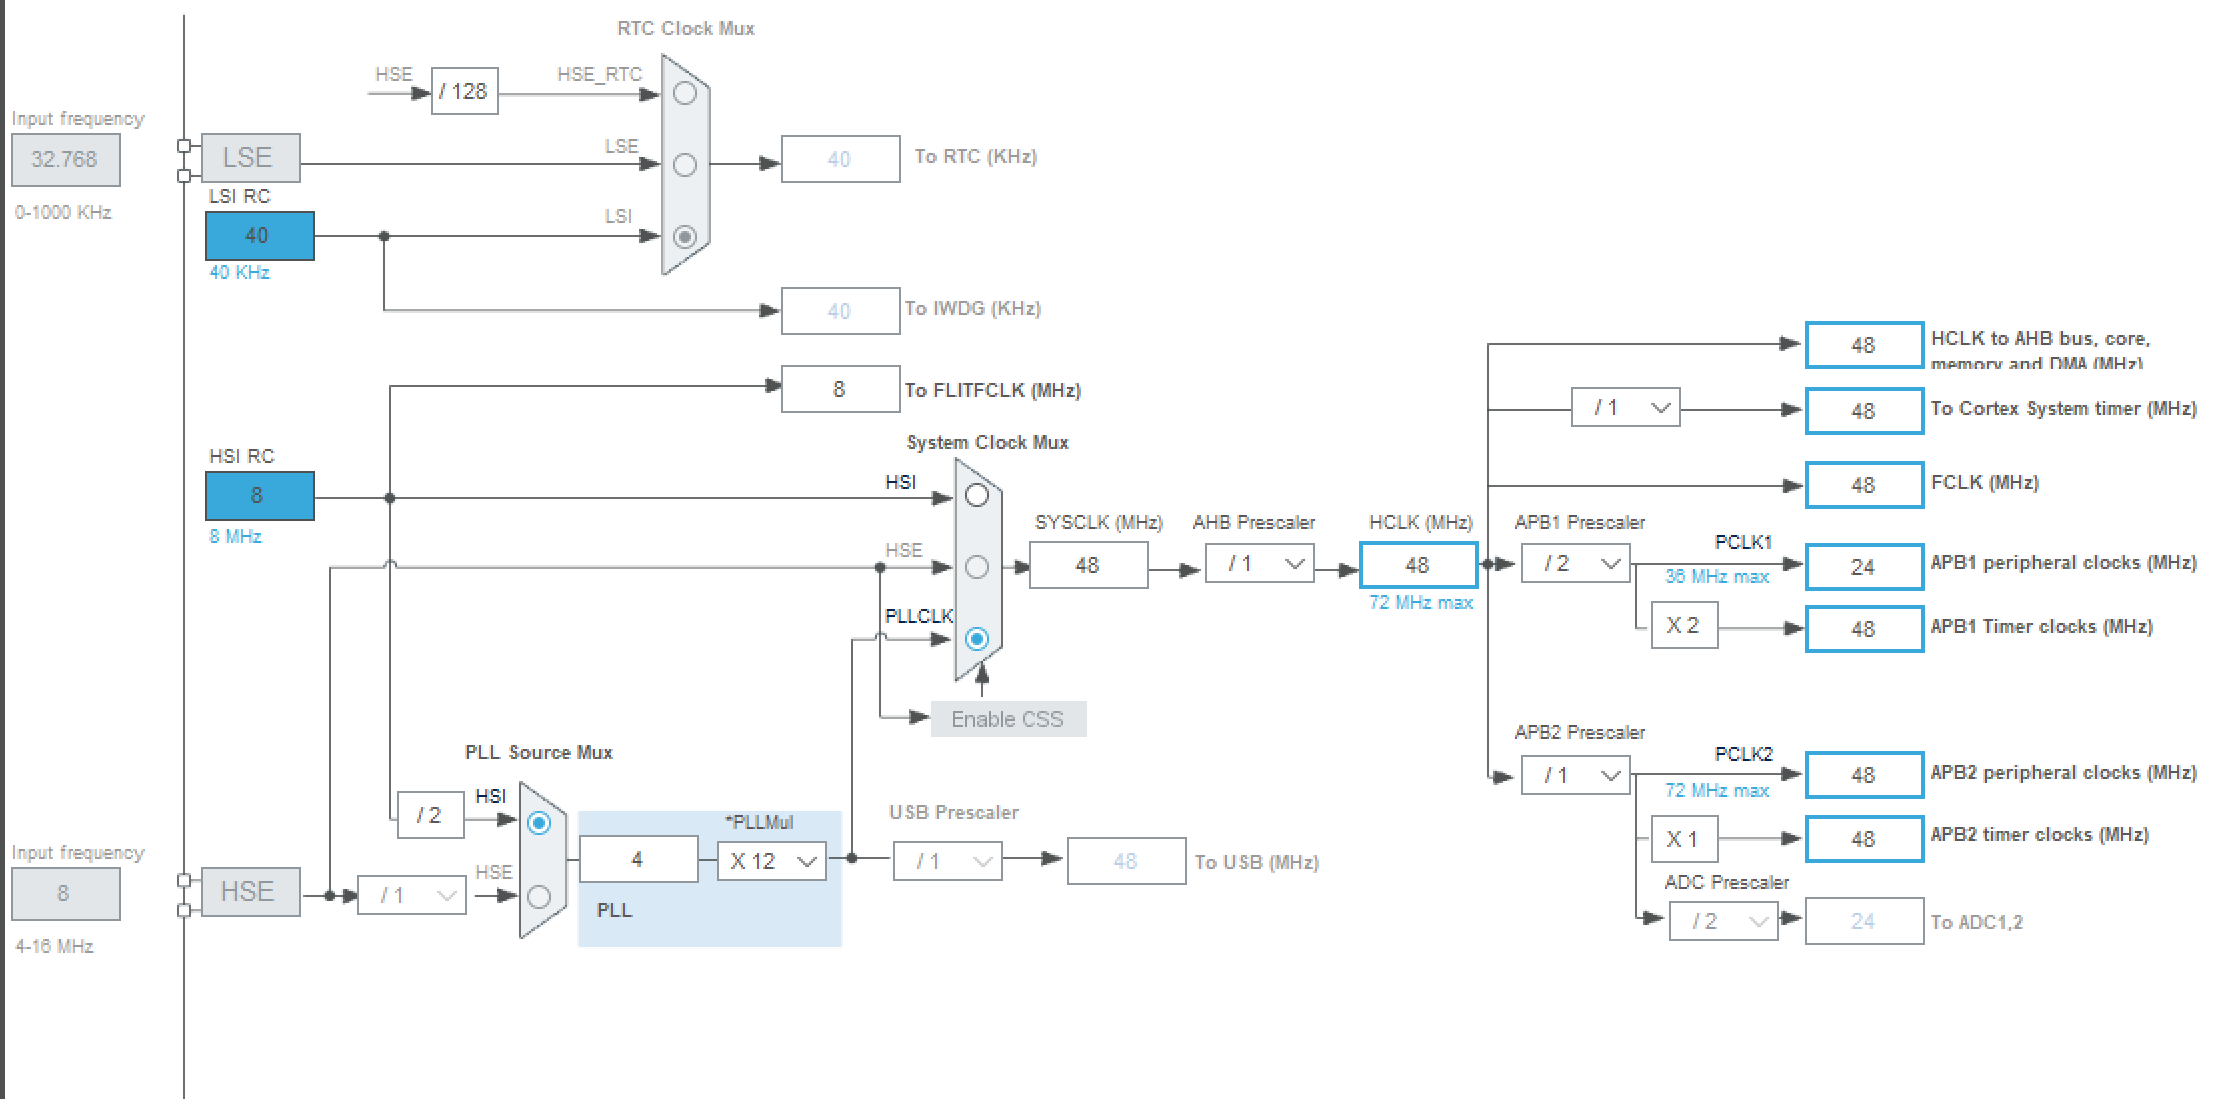 RTC Clock Mux
HSE
/ 128
HSE_RTC
Input frequency
32.768
0-1000 KHz
LSE
LSE
40
To RTC (KHz)
LSI RC
40
40 KHz
LSI
40
To IWDG (KHz)
8
To FLITFCLK (MHz)
HSI RC
8
8 MHz
System Clock Mux
HSI
HSE
PLLCLK
Enable CSS
SYSCLK (MHz)
48
AHB Prescaler
/ 1
HCLK (MHz)
48
72 MHz max
48
HCLK to AHB bus, core,
memory and DMA (MHz)
/ 1
48
To Cortex System timer (MHz)
48
FCLK (MHz)
APB1 Prescaler
/ 2
PCLK1
36 MHz max
24
APB1 peripheral clocks (MHz)
X 2
48
APB1 Timer clocks (MHz)
APB2 Prescaler
/ 1
PCLK2
72 MHz max
48
APB2 peripheral clocks (MHz)
X 1
48
APB2 timer clocks (MHz)
ADC Prescaler
/ 2
24
To ADC1,2
PLL Source Mux
/ 2
HSI
HSE
4
*PLLMul
X 12
PLL
USB Prescaler
/ 1
48
To USB (MHz)
Input frequency
8
4-16 MHz
HSE
/ 1